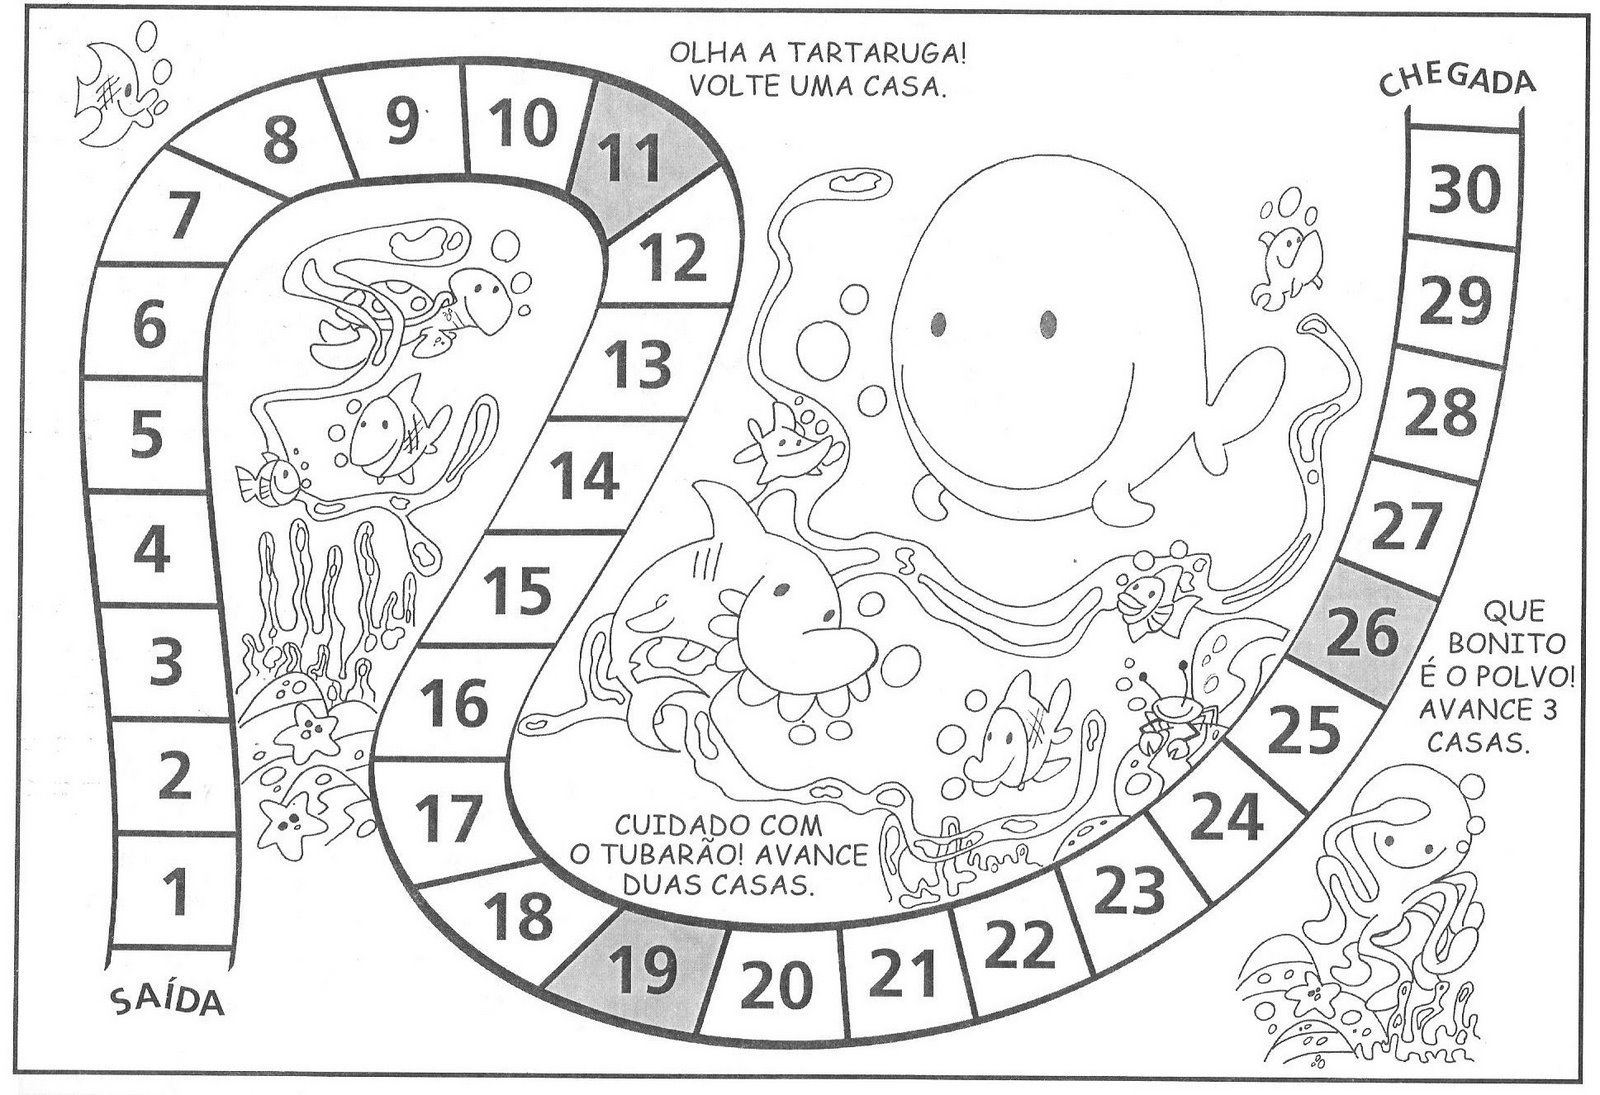 OLHA A TARTARUGA!
VOLTE UMA CASA.
CHEGADA
30
29
28
27
26
25
24
23
22
21
20
19
18
17
16
15
14
13
12
11
10
9
8
7
6
5
4
3
2
1
SAÍDA
CUIDADO COM
O TUBARÃO! AVANCE
DUAS CASAS.
QUE
BONITO
É O POLVO!
AVANCE 3
CASAS.